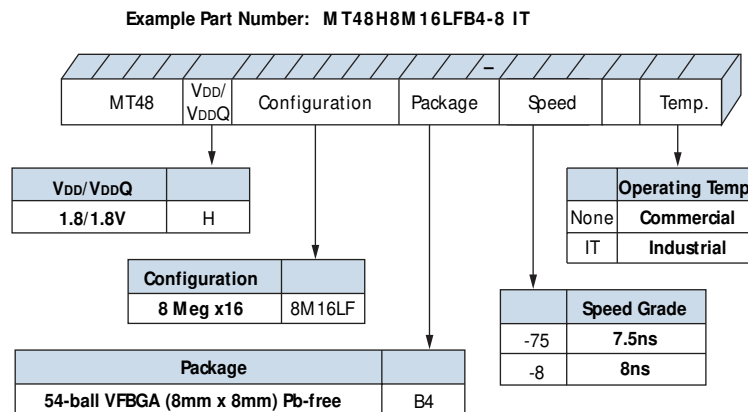 Example Part Number: MT48H8M16LFB4-8 IT
–
MT48 VDD/ VDDQ Configuration Package Speed Temp.
VDD/VDDQ
1.8/1.8V H
Operating Temp
None Commercial
IT Industrial
Configuration
8 Meg x16 8M16LF
Speed Grade
-75 7.5ns
-8 8ns
Package
54-ball VFBGA (8mm x 8mm) Pb-free B4